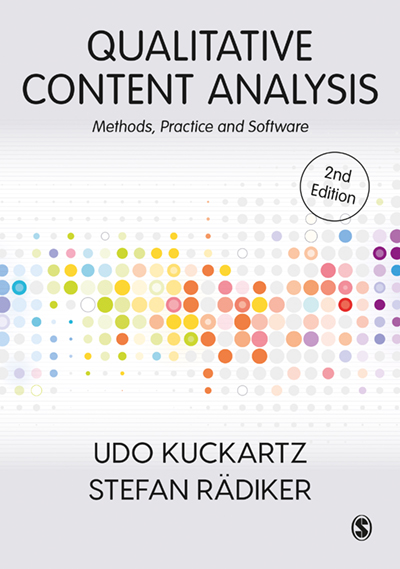 QUALITATIVE
CONTENT ANALYSIS
Methods, Practice and Software
2nd
Edition
UDO KUCKARTZ
STEFAN RÄDIKER
S